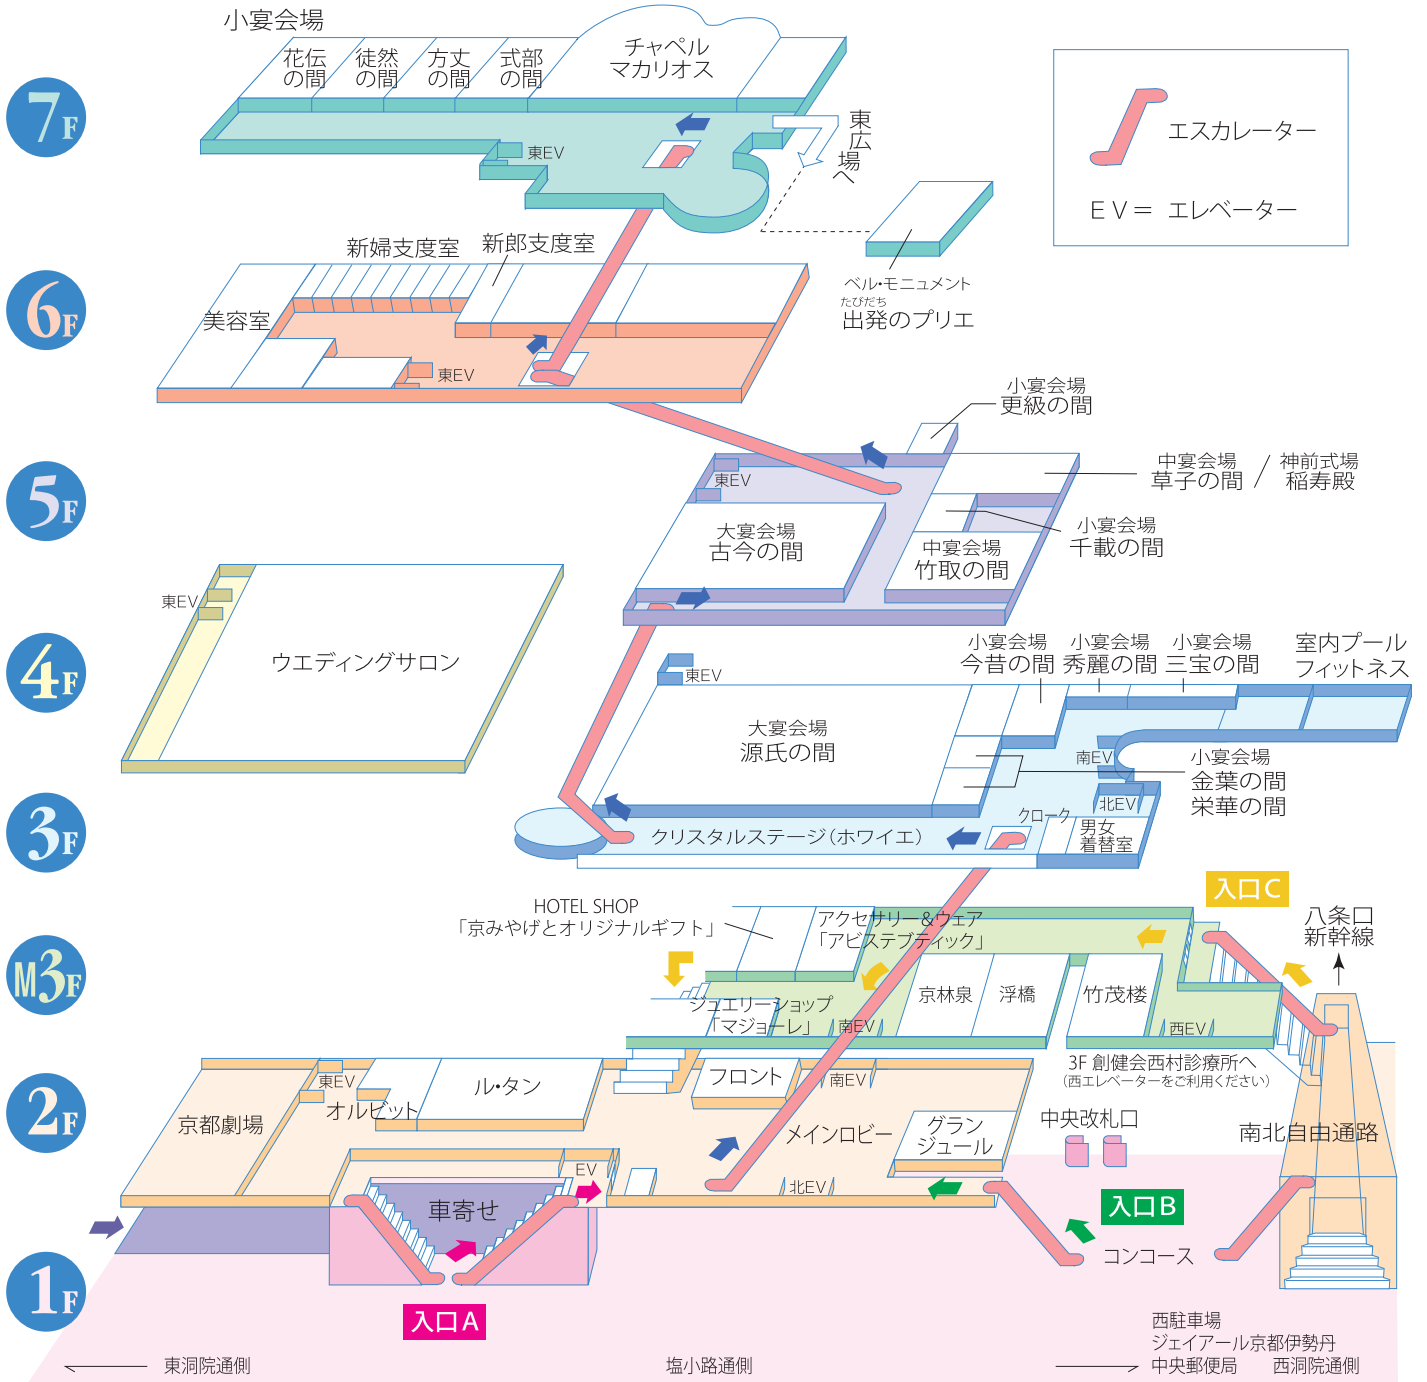 小宴会場
花伝
の間
徒然
の間
方丈
の間
式部
の間
チャペル
マカリオス
7F
東EV
東広場へ
エスカレーター
EV＝ エレベーター
ベル・モニュメント
たびだち
出発のプリエ
新婦支度室
新郎支度室
6F
美容室
東EV
小宴会場
更級の間
中宴会場
草子の間
／
神前式場
稲寿殿
5F
東EV
大宴会場
古今の間
中宴会場
竹取の間
小宴会場
千載の間
4F
東EV
ウエディングサロン
東EV
小宴会場
今昔の間
小宴会場
秀麗の間
小宴会場
三宝の間
室内プール
フィットネス
大宴会場
源氏の間
南EV
小宴会場
金葉の間
栄華の間
北EV
3F
クリスタルステージ(ホワイエ)
クローク
男女
着替室
入口C
HOTEL SHOP
「京みやげとオリジナルギフト」
アクセサリー&ウェア
「アビステブティック」
八条口
新幹線
M3F
ジュエリーショップ
「マジョーレ」
南EV
京林泉
浮橋
竹茂楼
西EV
3F 創健会西村診療所へ
(西エレベーターをご利用ください)
2F
京都劇場
東EV
オルビット
ル・タン
フロント
南EV
メインロビー
グラン
ジュール
中央改札口
南北自由通路
EV
北EV
車寄せ
入口B
コンコース
1F
入口A
西駐車場
ジェイアール京都伊勢丹
東洞院通側
塩小路通側
中央郵便局
西洞院通側